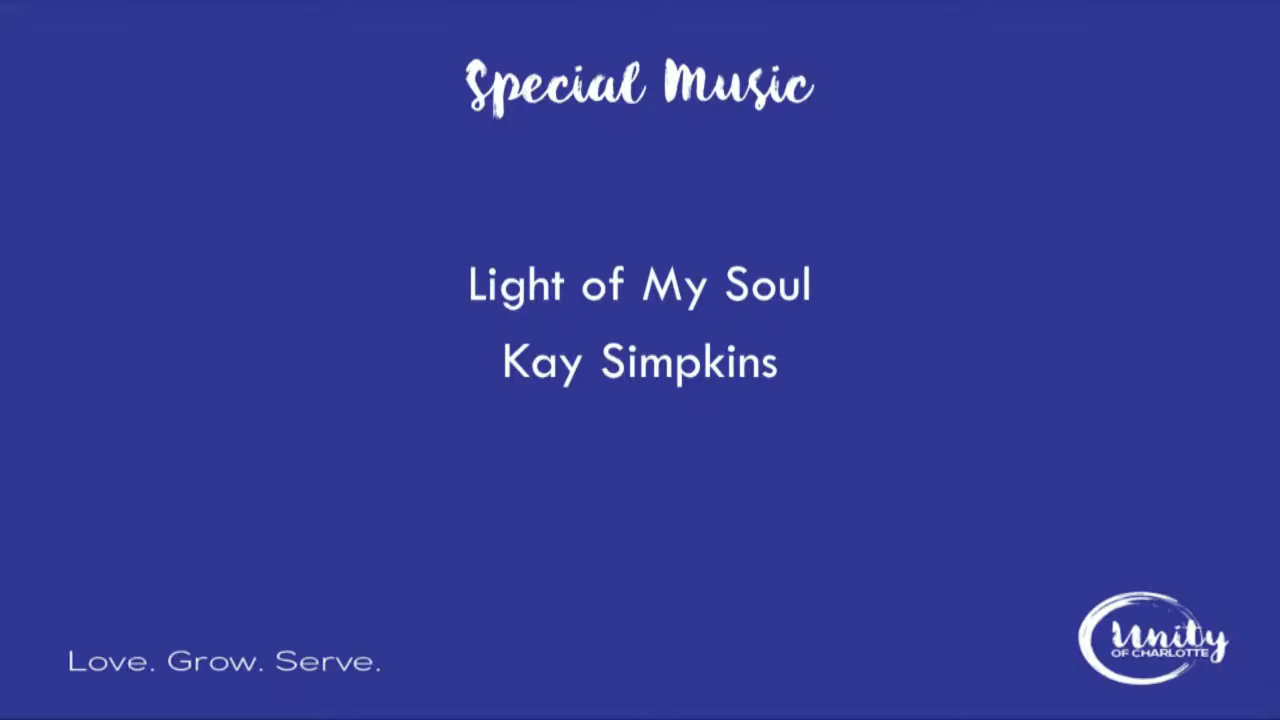 Special Music
Light of My Soul
Kay Simpkins
Love. Grow. Serve.
Unity
OF CHARLOTTE